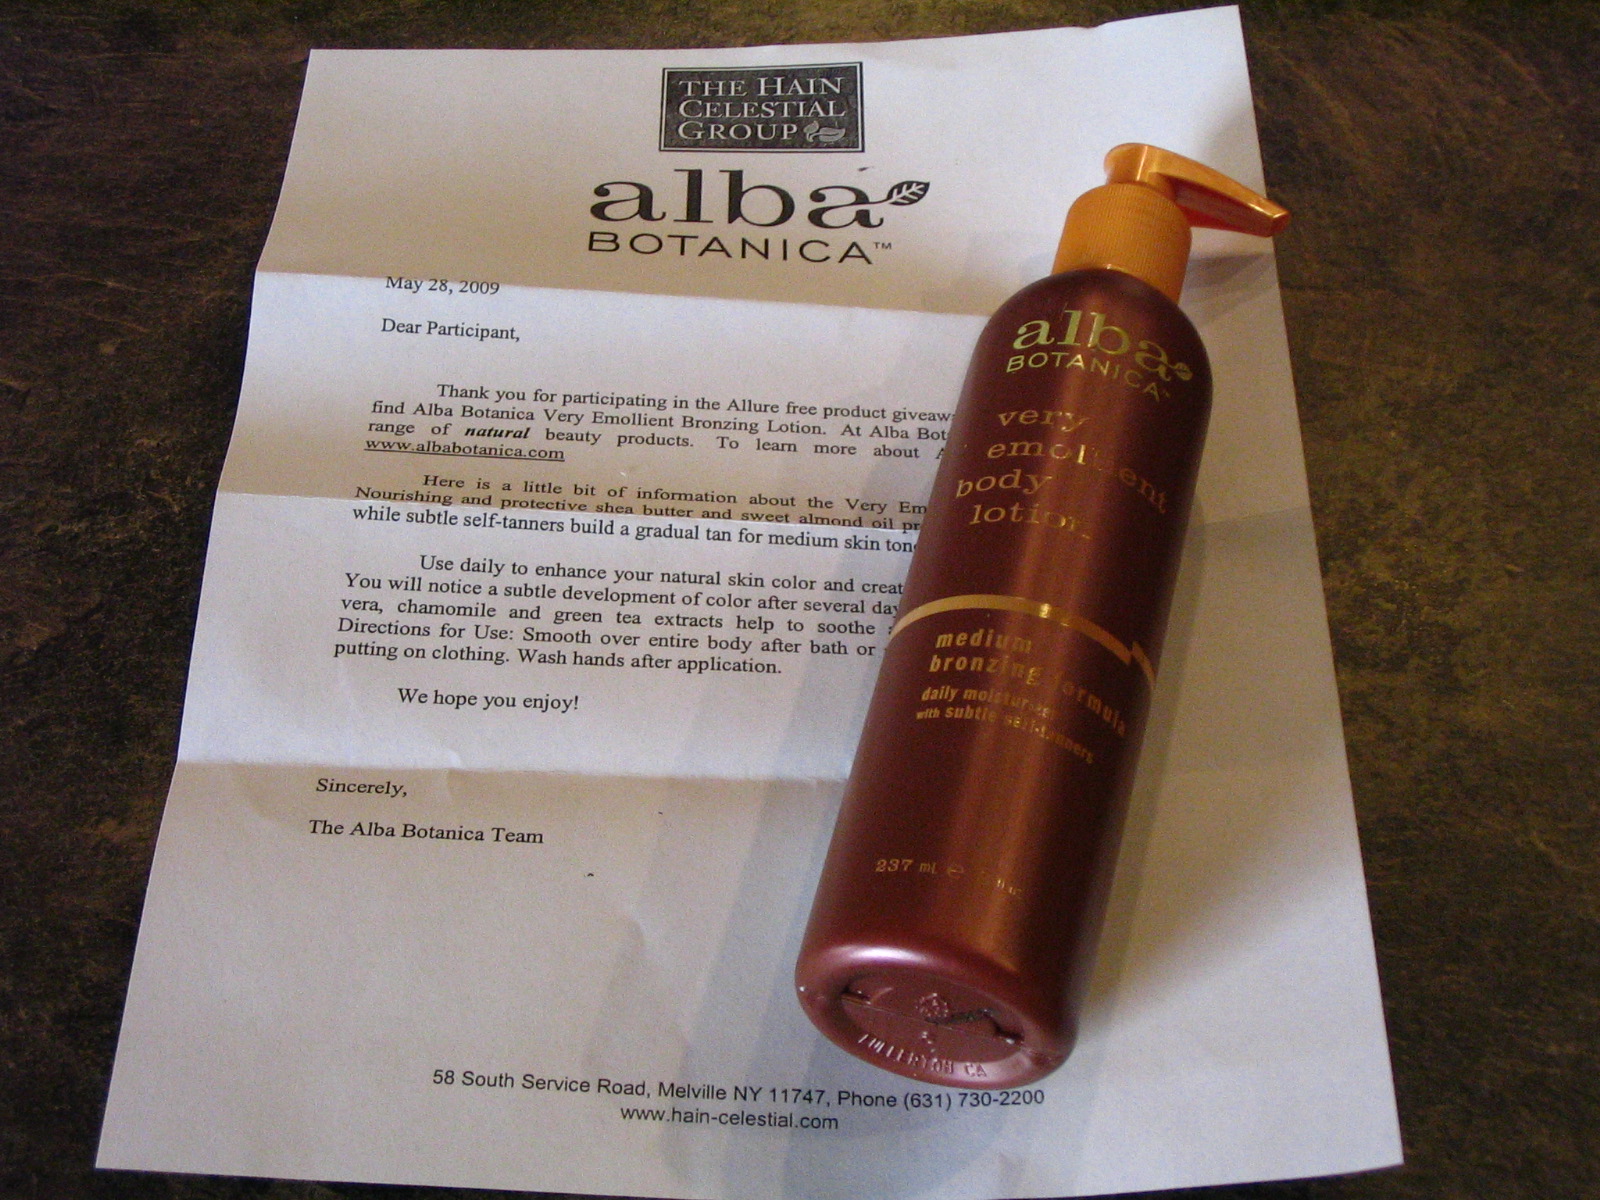 THE HAIN
CELESTIAL
GROUP
alba
BOTANICA™
May 28, 2009
Dear Participant,
Thank you for participating in the Allure free product
find Alba Botanica Very Emollient Bronzing Lotion. At Alba
range of natural beauty products. To learn more about
www.albabotanica.com
Here is a little bit of information about the Very
Nourishing and protective shea butter and sweet almond oil
while subtle self-tanners build a gradual tan for medium skin
Use daily to enhance your natural skin color and
You will notice a subtle development of color after several
vera, chamomile and green tea extracts help to soothe
Directions for Use: Smooth over entire body after bath or
putting on clothing. Wash hands after application.
We hope you enjoy!
Sincerely,
The Alba Botanica Team
58 South Service Road, Melville NY 11747, Phone (631) 730-2200
www.hain-celestial.com
alba
BOTANICA™
very
emollient
body
lotion
medium
bronzing formula
daily moisturizer
with subtle self-tanners
237 mL e
FULLERTON CA